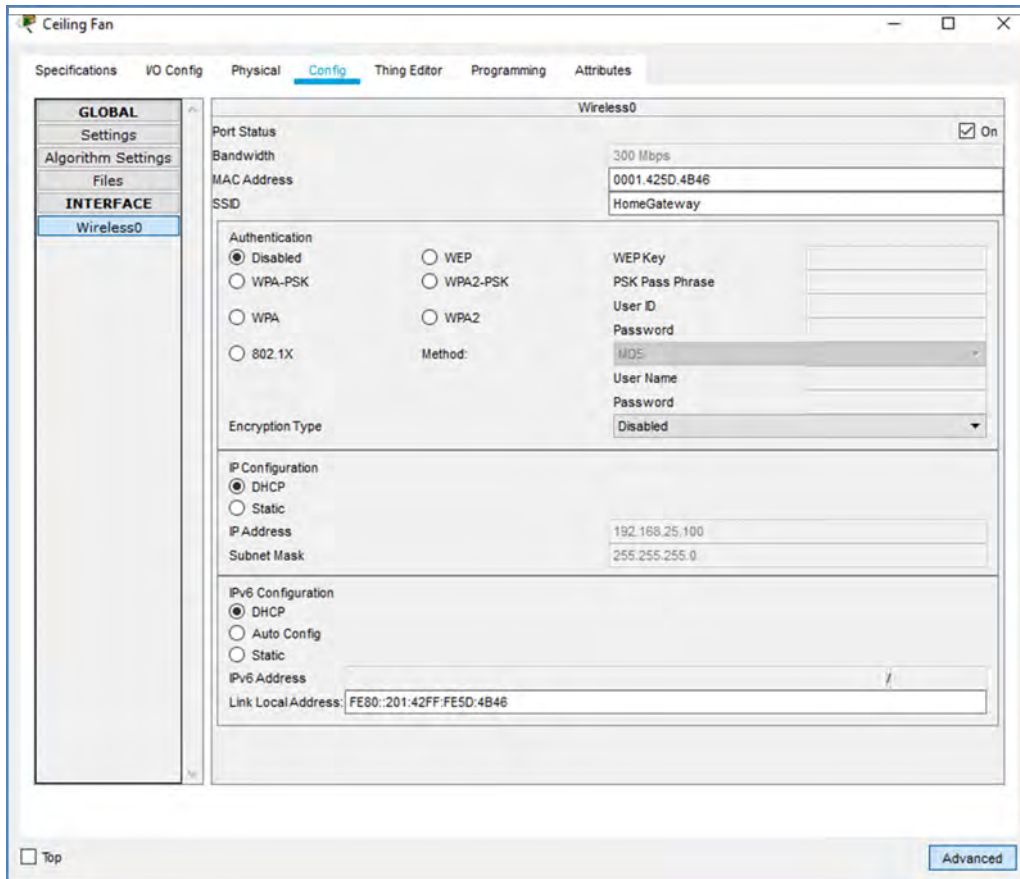 Ceiling Fan
Specifications I/O Config Physical Config Thing Editor Programming Attributes
GLOBAL
Settings
Algorithm Settings
Files
INTERFACE
Wireless0
Wireless0
Port Status On
Bandwidth 300 Mbps
MAC Address 0001.425D.4B46
SSID HomeGateway
Authentication
Disabled WEP WEP Key
WPA-PSK WPA2-PSK PSK Pass Phrase
User ID
WPA WPA2
Password
802.1X Method: MD5
User Name
Password
Encryption Type Disabled
IP Configuration
DHCP
Static
IP Address 192.168.25.100
Subnet Mask 255.255.255.0
IPv6 Configuration
DHCP
Auto Config
Static
IPv6 Address /
Link Local Address: FE80::201:42FF:FE5D:4B46
Top Advanced